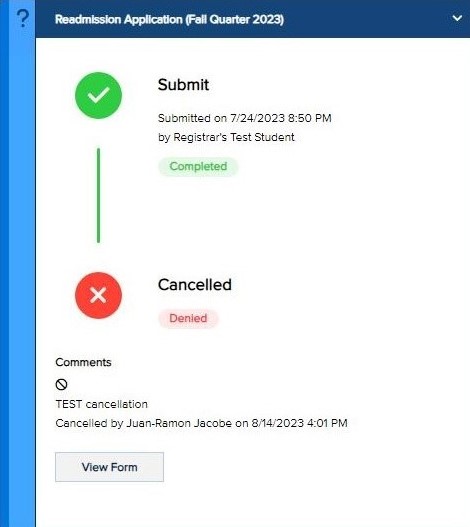 ?
Readmission Application (Fall Quarter 2023)
Submit
Submitted on 7/24/2023 8:50 PM
by Registrar's Test Student
Completed
Cancelled
Denied
Comments
TEST cancellation
Cancelled by Juan-Ramon Jacobe on 8/14/2023 4:01 PM
View Form